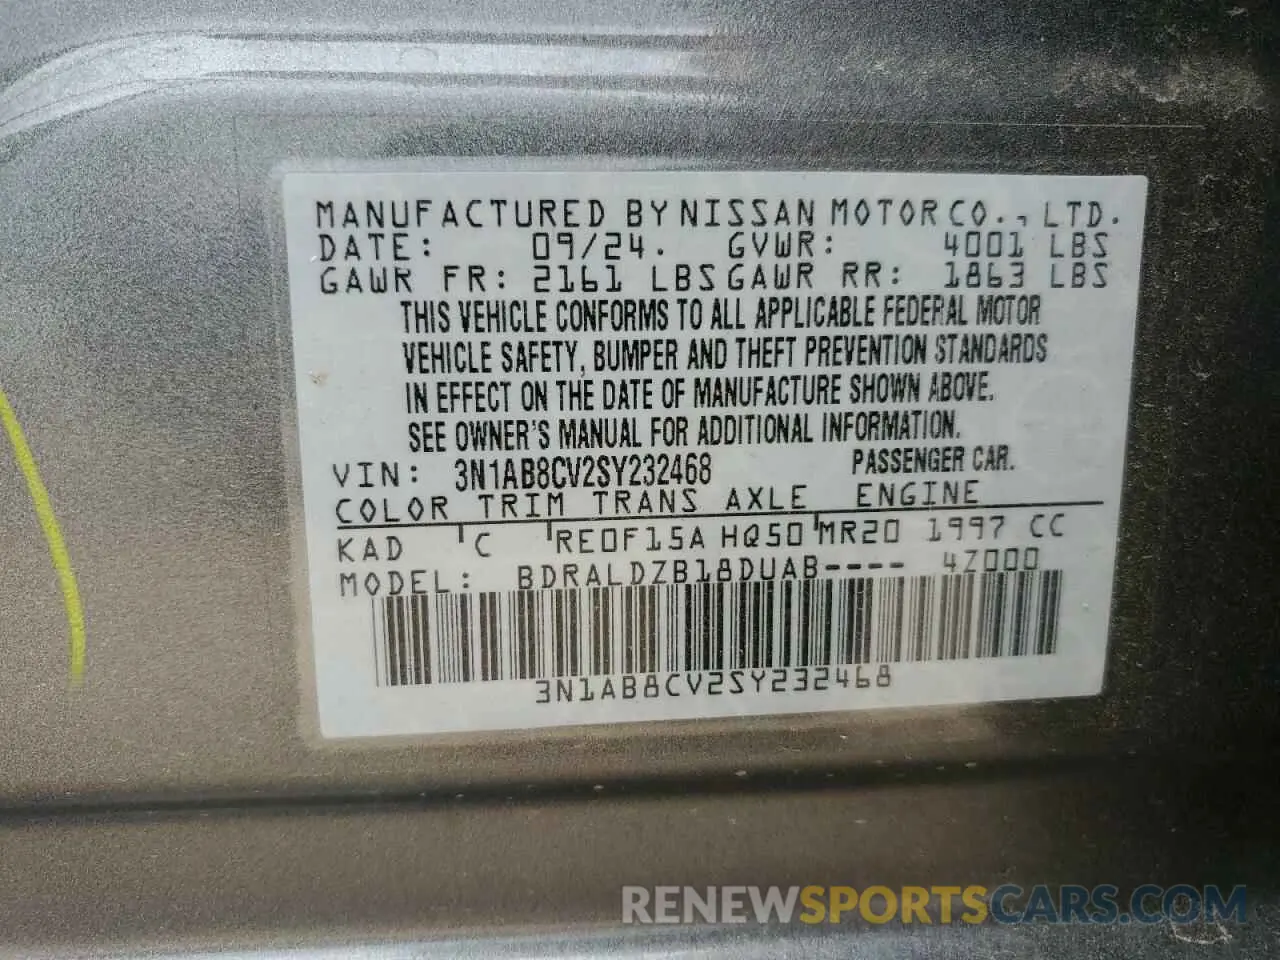 MANUFACTURED BY NISSAN MOTOR CO., LTD.
DATE: 09/24. GVWR: 4001 LBS
GAWR FR: 2161 LBS GAWR RR: 1863 LBS
THIS VEHICLE CONFORMS TO ALL APPLICABLE FEDERAL MOTOR
VEHICLE SAFETY, BUMPER AND THEFT PREVENTION STANDARDS
IN EFFECT ON THE DATE OF MANUFACTURE SHOWN ABOVE.
SEE OWNER'S MANUAL FOR ADDITIONAL INFORMATION.
VIN: 3N1AB8CV2SY232468 PASSENGER CAR.
COLOR TRIM TRANS AXLE ENGINE
KAD C RE0F15A HQ50 MR20 1997 CC
MODEL: BDRALDZB18DUAB---- 4Z000
3N1AB8CV2SY232468
RENEWSPORTSCARS.COM